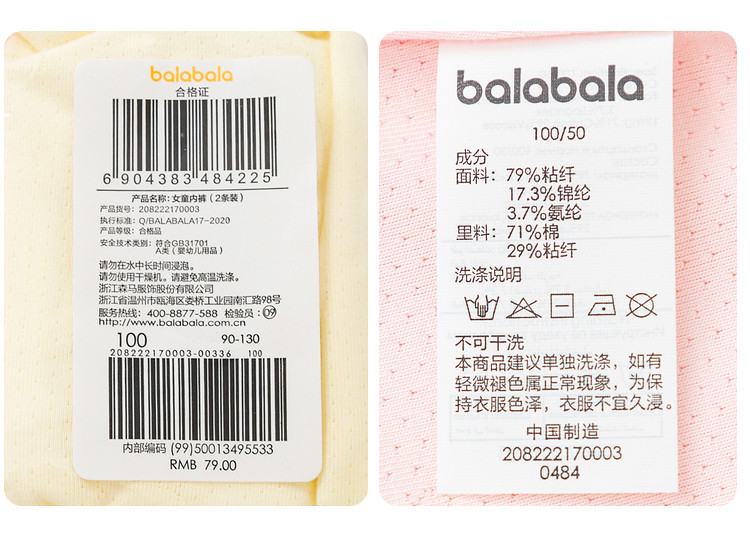 balabala
合格证
6 904383 484225
产品名称:女童内裤(2条装)
产品货号:208222170003
执行标准:Q/BALABALA17-2020
产品等级:合格品
安全技术类别:符合GB31701
A类(婴幼儿用品)
请勿在水中长时间浸泡。
请勿使用干燥机。请避免高温洗涤。
浙江森马服饰股份有限公司
浙江省温州市瓯海区娄桥工业园南汇路98号
服务热线:400-8877-588 检验员:09
http://www.balabala.com.cn
100 90-130
208222170003-00336 100
内部编码 (99)50013495533
RMB 79.00
balabala
100/50
成分
面料:79%粘纤
17.3%锦纶
3.7%氨纶
里料:71%棉
29%粘纤
洗涤说明
不可干洗
本商品建议单独洗涤,如有
轻微褪色属正常现象,为保
持衣服色泽,衣服不宜久浸。
中国制造
208222170003
0484